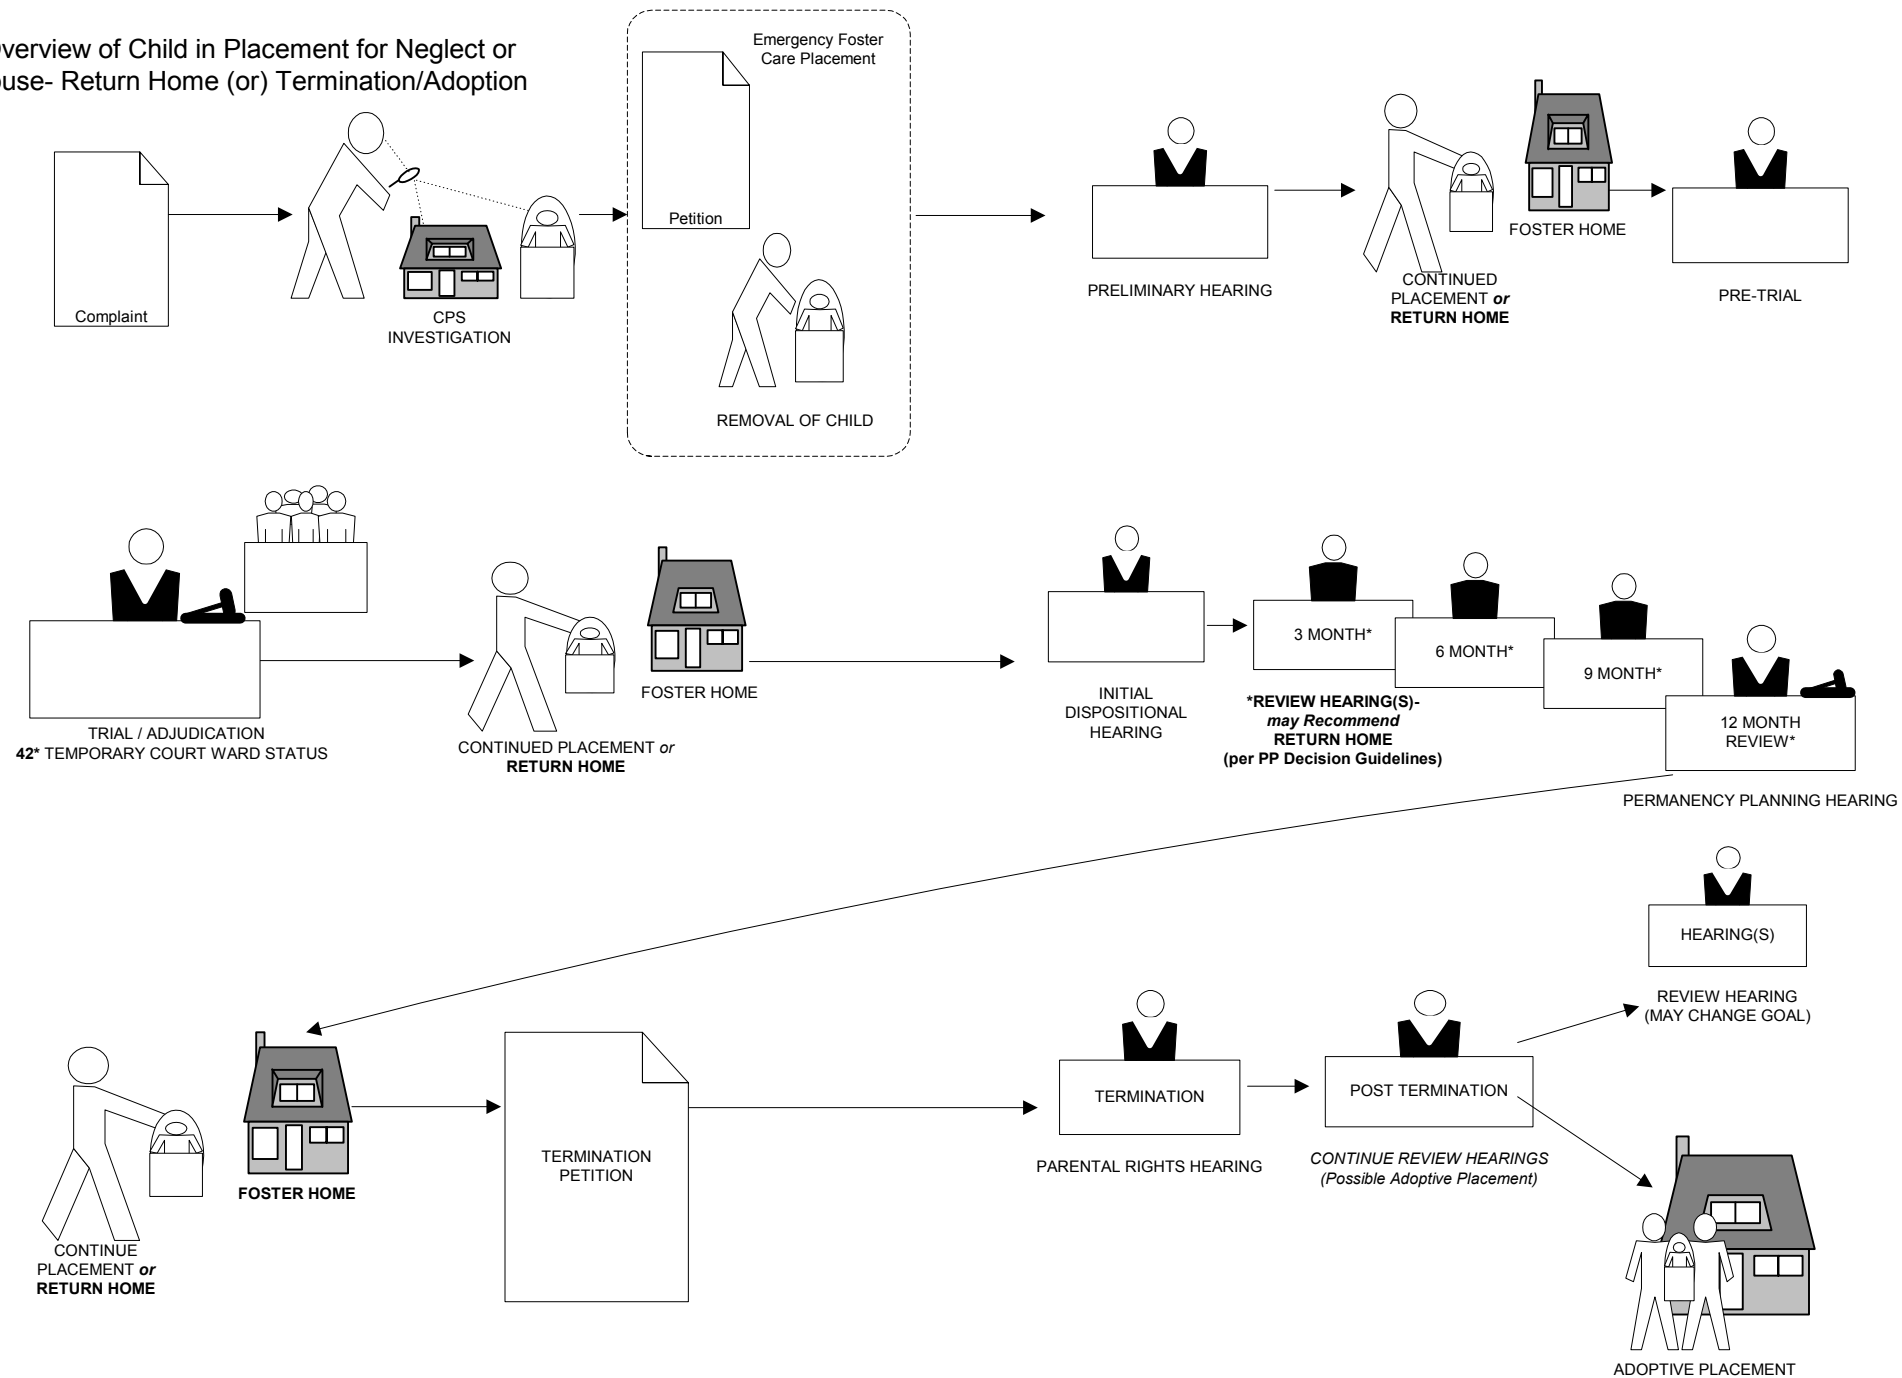 verview of Child in Placement for Neglect or
use- Return Home (or) Termination/Adoption
Emergency Foster
Care Placement
Complaint
CPS
INVESTIGATION
Petition
REMOVAL OF CHILD
PRELIMINARY HEARING
CONTINUED
PLACEMENT or
RETURN HOME
FOSTER HOME
PRE-TRIAL
TRIAL / ADJUDICATION
42* TEMPORARY COURT WARD STATUS
CONTINUED PLACEMENT or
RETURN HOME
FOSTER HOME
INITIAL
DISPOSITIONAL
HEARING
3 MONTH*
6 MONTH*
9 MONTH*
12 MONTH
REVIEW*
*REVIEW HEARING(S)-
may Recommend
RETURN HOME
(per PP Decision Guidelines)
PERMANENCY PLANNING HEARING
CONTINUE
PLACEMENT or
RETURN HOME
FOSTER HOME
TERMINATION
PETITION
TERMINATION
PARENTAL RIGHTS HEARING
POST TERMINATION
CONTINUE REVIEW HEARINGS
(Possible Adoptive Placement)
HEARING(S)
REVIEW HEARING
(MAY CHANGE GOAL)
ADOPTIVE PLACEMENT